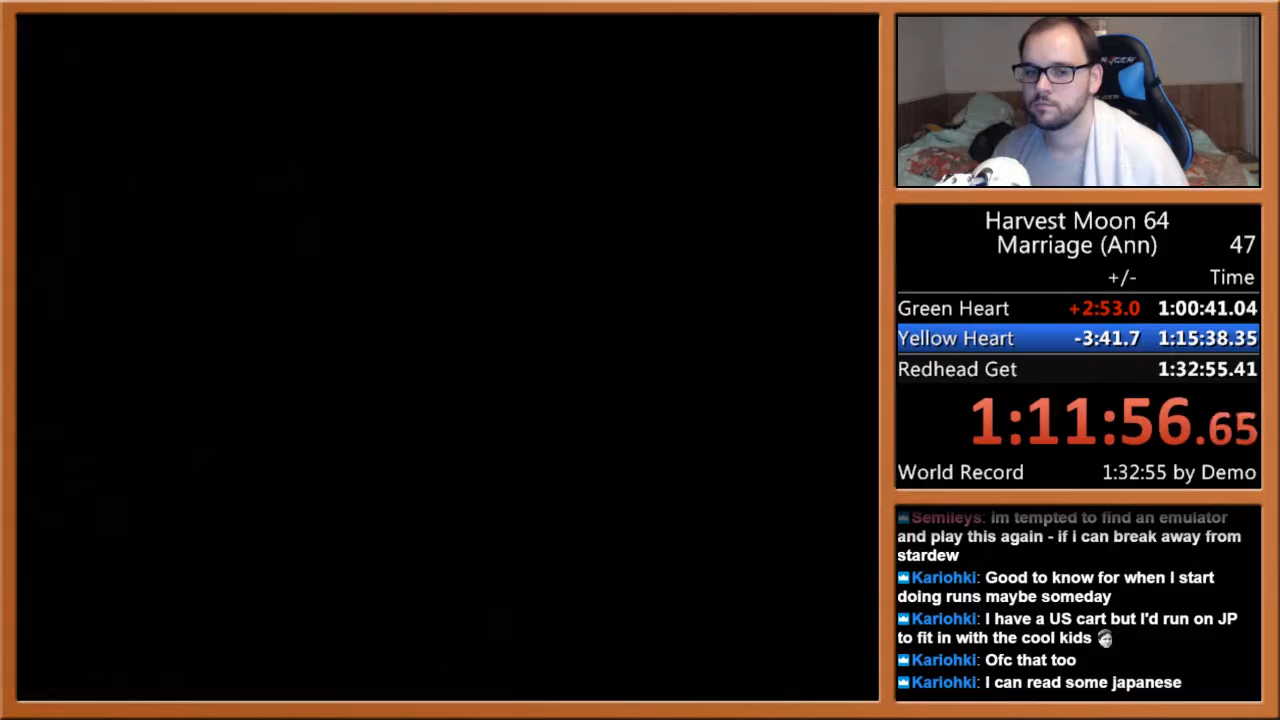 Harvest Moon 64
Marriage (Ann) 47
+/- Time
Green Heart +2:53.0 1:00:41.04
Yellow Heart -3:41.7 1:15:38.35
Redhead Get 1:32:55.41
1:11:56.65
World Record 1:32:55 by Demo
Semileys: im tempted to find an emulator
and play this again - if i can break away from
stardew
Kariohki: Good to know for when I start
doing runs maybe someday
Kariohki: I have a US cart but I'd run on JP
to fit in with the cool kids
Kariohki: Ofc that too
Kariohki: I can read some japanese